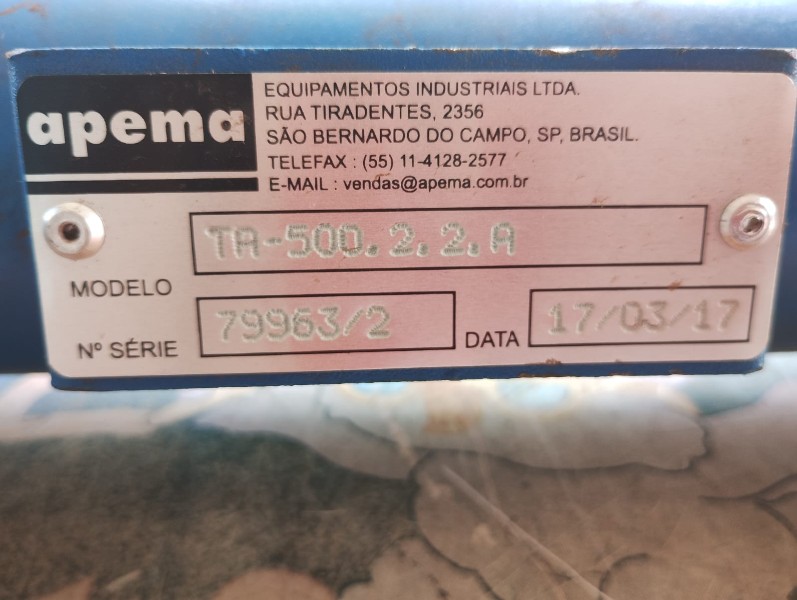 apema
EQUIPAMENTOS INDUSTRIAIS LTDA.
RUA TIRADENTES, 2356
SÃO BERNARDO DO CAMPO, SP, BRASIL.
TELEFAX : (55) 11-4128-2577
E-MAIL : vendas@apema.com.br
MODELO TA-500.2.2.A
Nº SÉRIE 79963/2 DATA 17/03/17